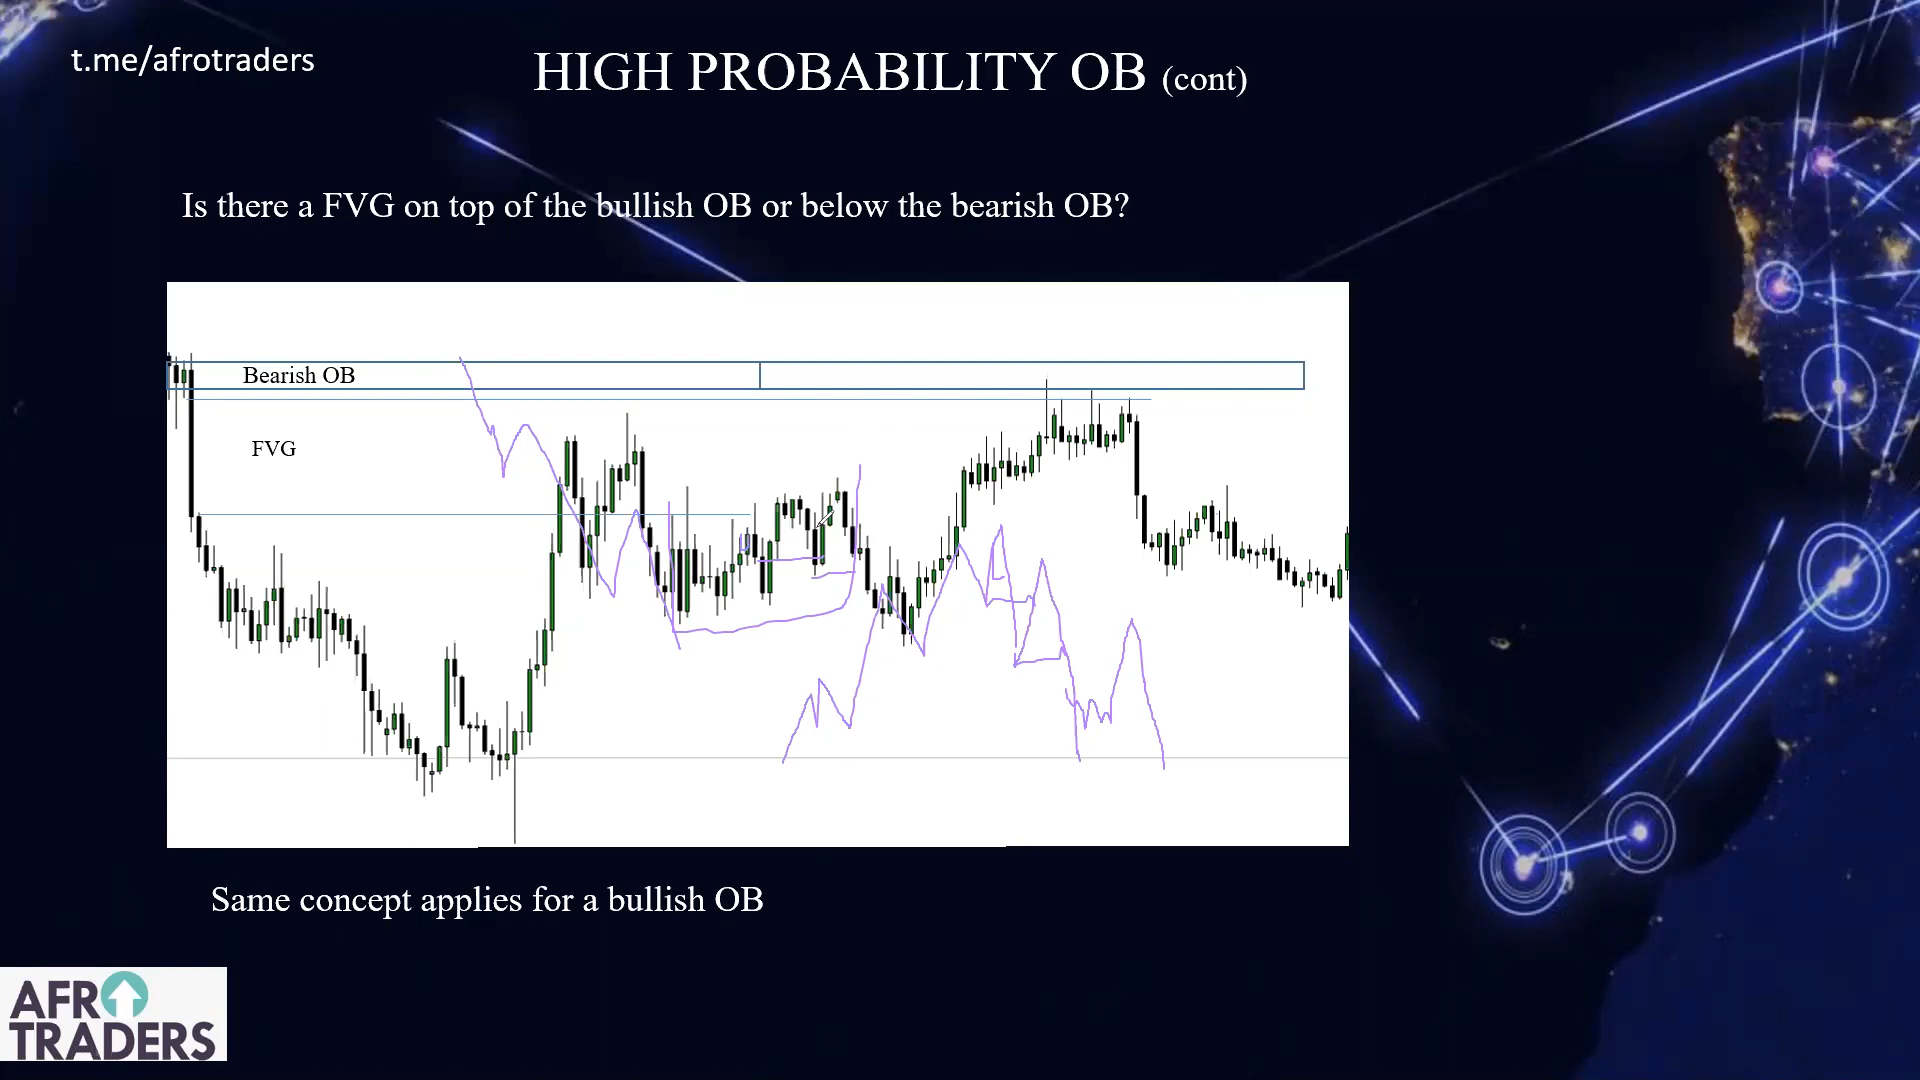 t.me/afrotraders
HIGH PROBABILITY OB (cont)
Is there a FVG on top of the bullish OB or below the bearish OB?
Bearish OB
FVG
Same concept applies for a bullish OB
AFRO
TRADERS